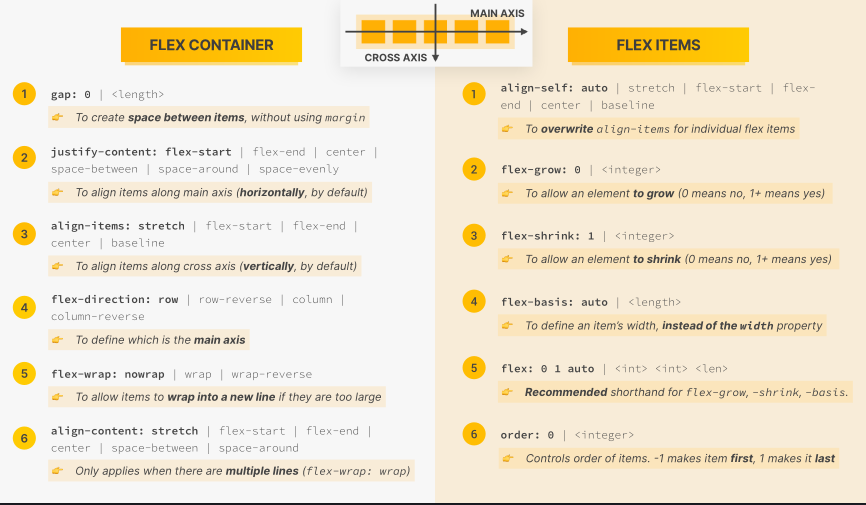 MAIN AXIS
CROSS AXIS
FLEX CONTAINER
1
gap: 0 | <length>
To create space between items, without using margin
2
justify-content: flex-start | flex-end | center |
space-between | space-around | space-evenly
To align items along main axis (horizontally, by default)
3
align-items: stretch | flex-start | flex-end |
center | baseline
To align items along cross axis (vertically, by default)
4
flex-direction: row | row-reverse | column |
column-reverse
To define which is the main axis
5
flex-wrap: nowrap | wrap | wrap-reverse
To allow items to wrap into a new line if they are too large
6
align-content: stretch | flex-start | flex-end |
center | space-between | space-around
Only applies when there are multiple lines (flex-wrap: wrap)
FLEX ITEMS
1
align-self: auto | stretch | flex-start | flex-
end | center | baseline
To overwrite align-items for individual flex items
2
flex-grow: 0 | <integer>
To allow an element to grow (0 means no, 1+ means yes)
3
flex-shrink: 1 | <integer>
To allow an element to shrink (0 means no, 1+ means yes)
4
flex-basis: auto | <length>
To define an item’s width, instead of the width property
5
flex: 0 1 auto | <int> <int> <len>
Recommended shorthand for flex-grow, -shrink, -basis.
6
order: 0 | <integer>
Controls order of items. -1 makes item first, 1 makes it last